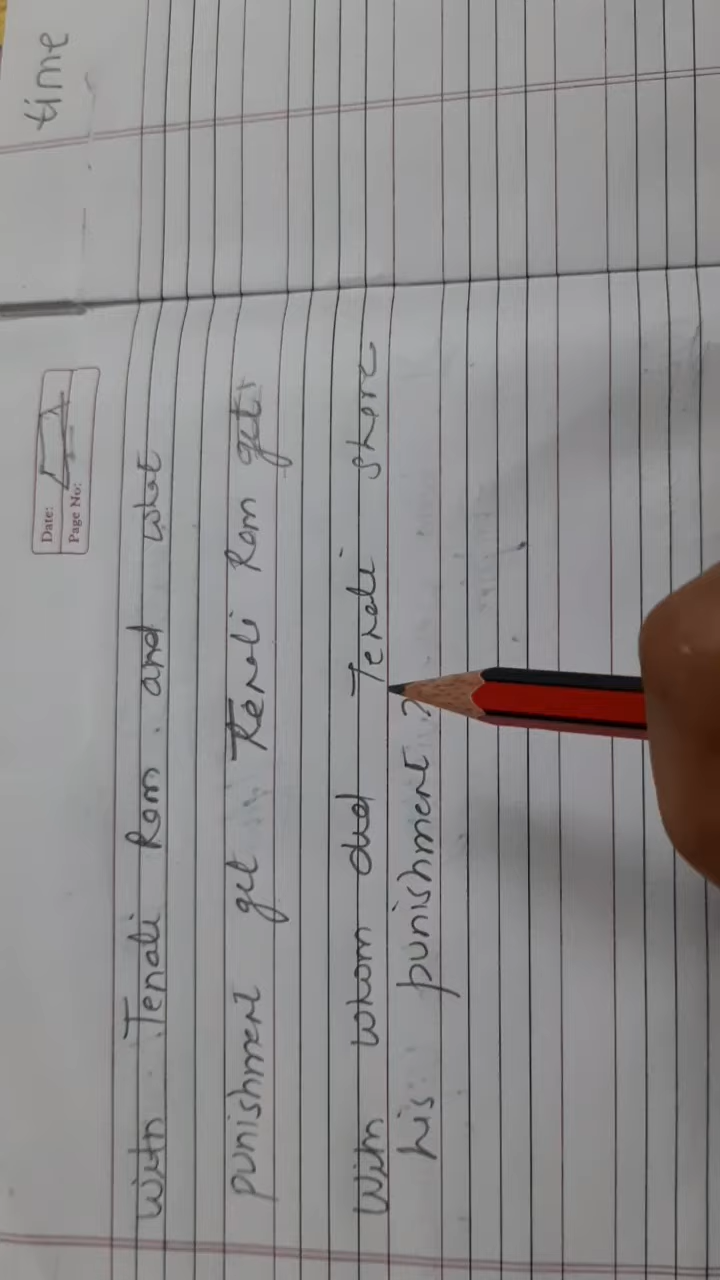 time
Date:
Page No:
With Tenali Ram and what
punishment get Tenali Ram get
With whom did Tenali share
his punishment?